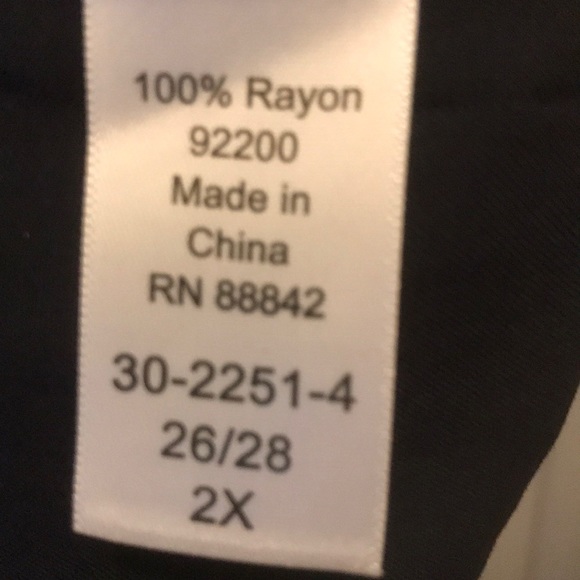 100% Rayon
92200
Made in
China
RN 88842
30-2251-4
26/28
2X